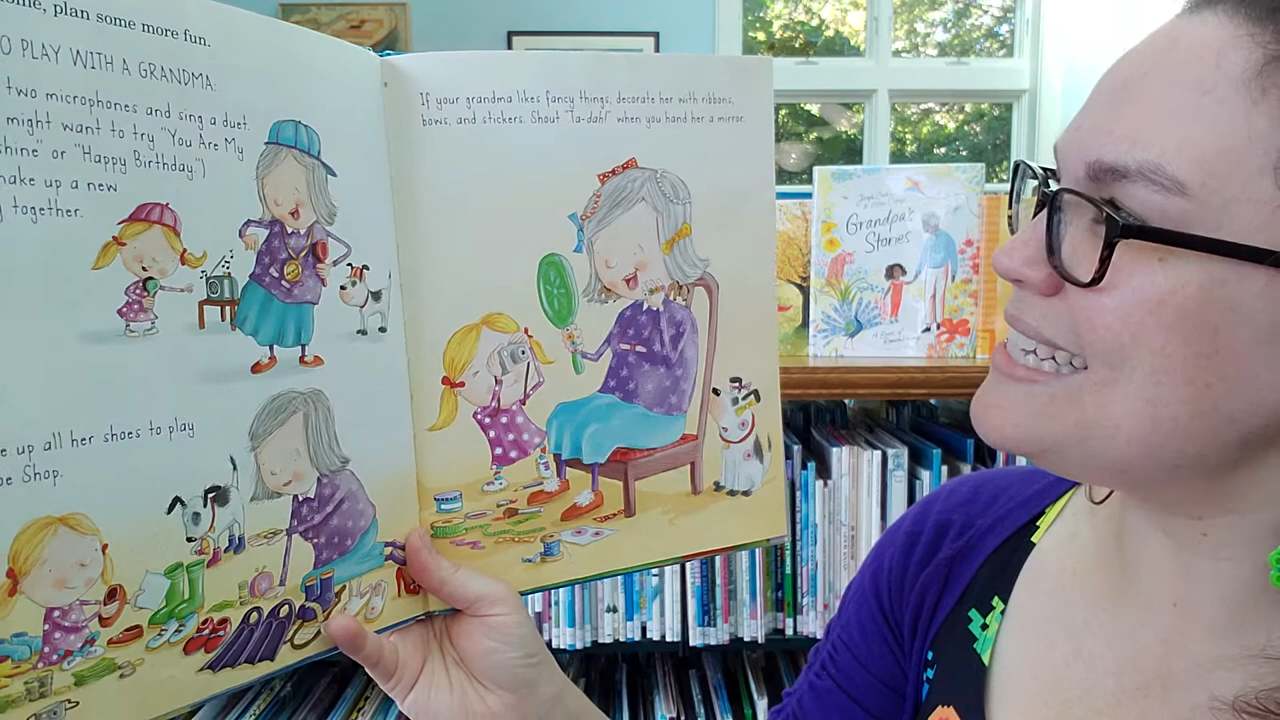 ome, plan some more fun.
O PLAY WITH A GRANDMA:
two microphones and sing a duet.
might want to try "You Are My
shine" or "Happy Birthday.")
make up a new
together.
e up all her shoes to play
oe Shop.
If your grandma likes fancy things, decorate her with ribbons,
bows, and stickers. Shout "Ta-dah!" when you hand her a mirror.
Grandpa's
Stories